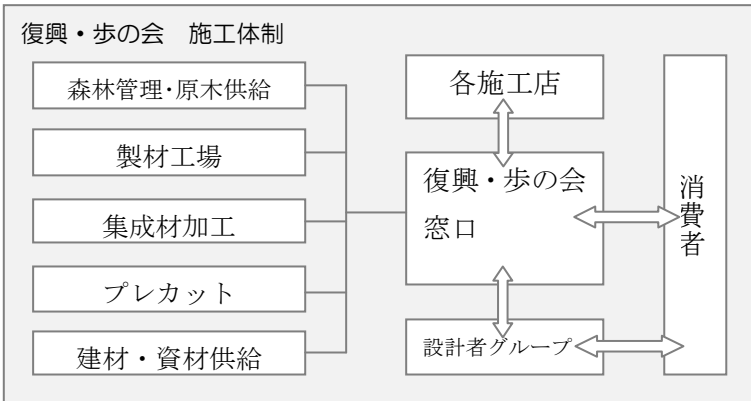 復興・歩の会　施工体制
森林管理・原木供給
製材工場
集成材加工
プレカット
建材・資材供給
各施工店
復興・歩の会
窓口
設計者グループ
消費者